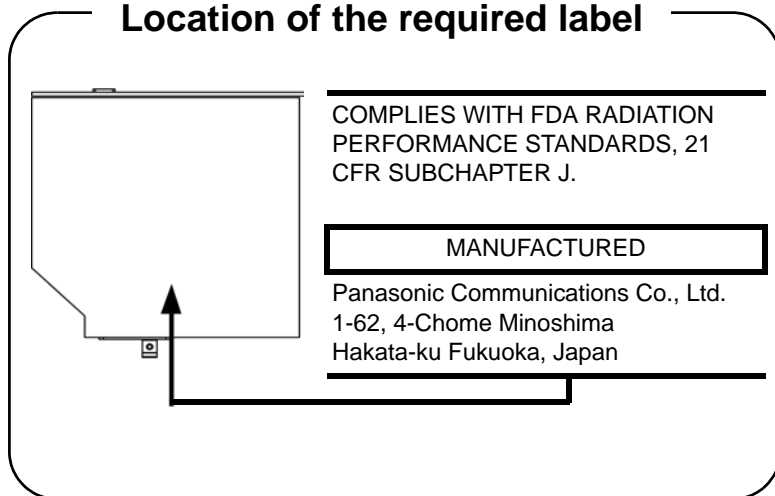 Location of the required label
COMPLIES WITH FDA RADIATION
PERFORMANCE STANDARDS, 21
CFR SUBCHAPTER J.
MANUFACTURED
Panasonic Communications Co., Ltd.
1-62, 4-Chome Minoshima
Hakata-ku Fukuoka, Japan